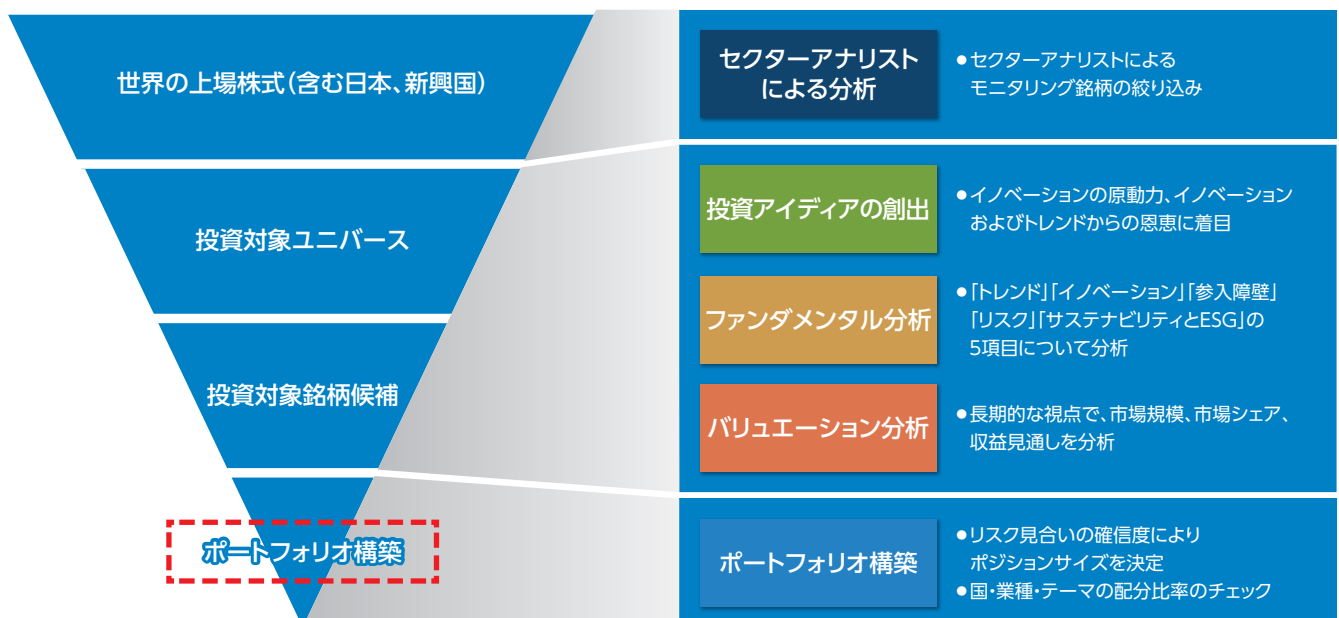 世界の上場株式(含む日本、新興国)
投資対象ユニバース
投資対象銘柄候補
ポートフォリオ構築
セクターアナリスト
による分析
●セクターアナリストによる
モニタリング銘柄の絞り込み
投資アイディアの創出
●イノベーションの原動力、イノベーション
およびトレンドからの恩恵に着目
ファンダメンタル分析
●「トレンド」「イノベーション」「参入障壁」
「リスク」「サステナビリティとESG」の
5項目について分析
バリュエーション分析
●長期的な視点で、市場規模、市場シェア、
収益見通しを分析
ポートフォリオ構築
●リスク見合いの確信度により
ポジションサイズを決定
●国・業種・テーマの配分比率のチェック